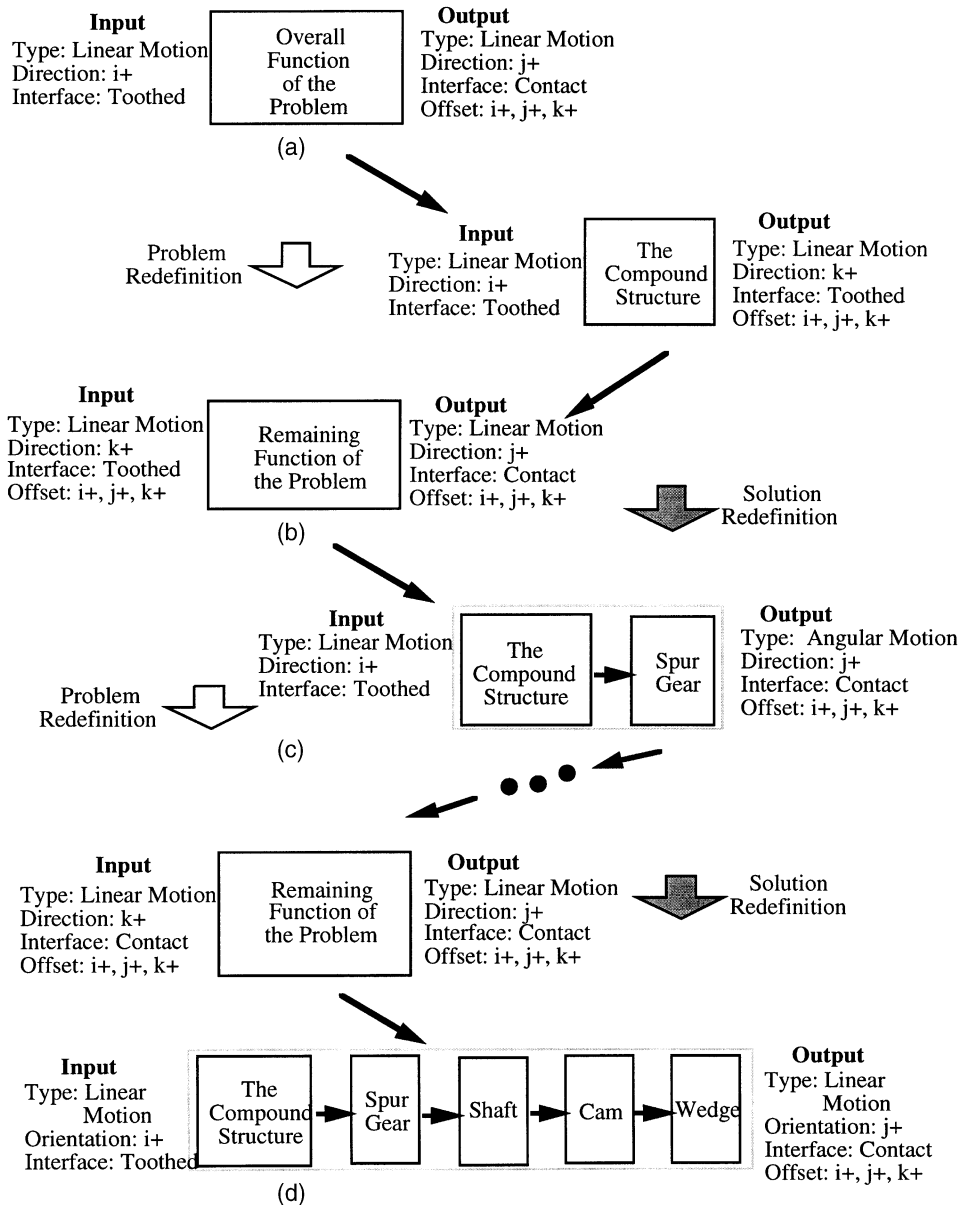 Input
Type: Linear Motion
Direction: i+
Interface: Toothed
Overall
Function
of the
Problem
Output
Type: Linear Motion
Direction: j+
Interface: Contact
Offset: i+, j+, k+
(a)
Problem
Redefinition
Input
Type: Linear Motion
Direction: i+
Interface: Toothed
The
Compound
Structure
Output
Type: Linear Motion
Direction: k+
Interface: Toothed
Offset: i+, j+, k+
Input
Type: Linear Motion
Direction: k+
Interface: Toothed
Offset: i+, j+, k+
Remaining
Function of
the Problem
Output
Type: Linear Motion
Direction: j+
Interface: Contact
Offset: i+, j+, k+
(b)
Solution
Redefinition
Input
Type: Linear Motion
Direction: i+
Interface: Toothed
The
Compound
Structure
Spur
Gear
Output
Type: Angular Motion
Direction: j+
Interface: Contact
Offset: i+, j+, k+
Problem
Redefinition
(c)
Input
Type: Linear Motion
Direction: k+
Interface: Contact
Offset: i+, j+, k+
Remaining
Function of
the Problem
Output
Type: Linear Motion
Direction: j+
Interface: Contact
Offset: i+, j+, k+
Solution
Redefinition
Input
Type: Linear
Motion
Orientation: i+
Interface: Toothed
The
Compound
Structure
Spur
Gear
Shaft
Cam
Wedge
Output
Type: Linear
Motion
Orientation: j+
Interface: Contact
Offset: i+, j+, k+
(d)